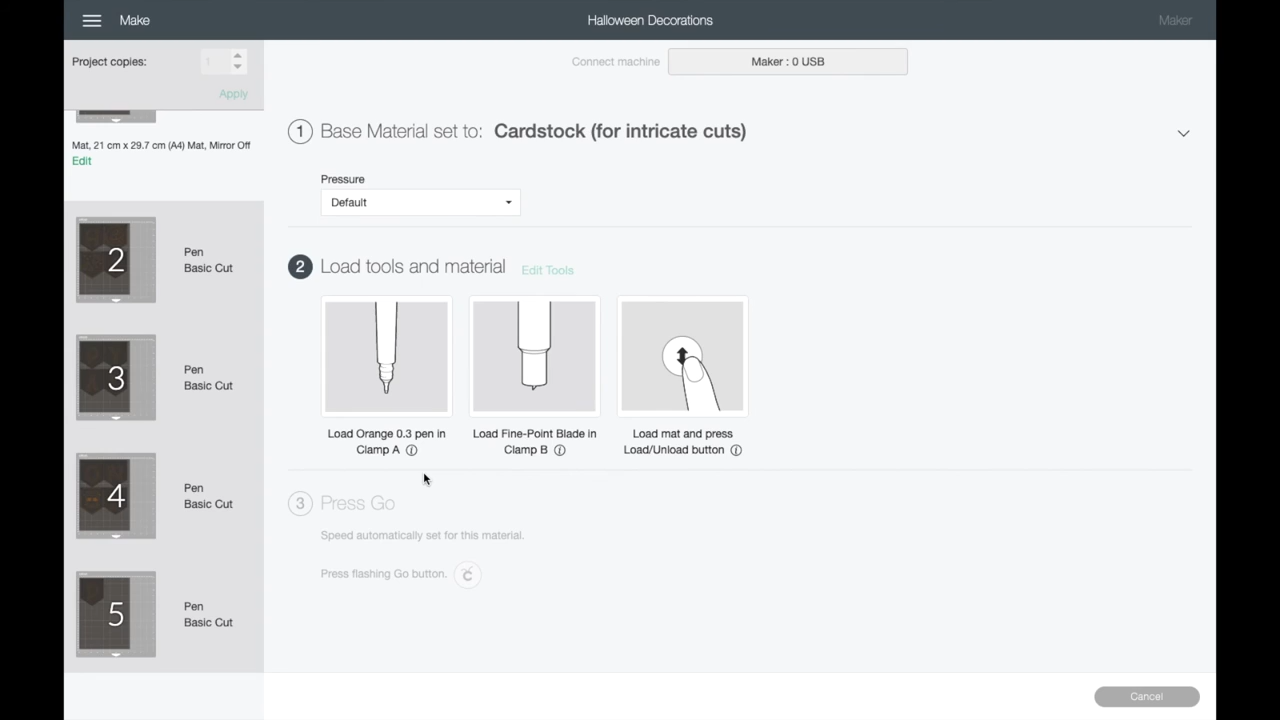 Make
Halloween Decorations
Maker
Project copies:
1
Apply
Connect machine
Maker : 0 USB
Mat, 21 cm x 29.7 cm (A4) Mat, Mirror Off
Edit
1 Base Material set to: Cardstock (for intricate cuts)
Pressure
Default
2 Load tools and material Edit Tools
Load Orange 0.3 pen in
Clamp A
Load Fine-Point Blade in
Clamp B
Load mat and press
Load/Unload button
3 Press Go
Speed automatically set for this material.
Press flashing Go button.
2
Pen
Basic Cut
3
Pen
Basic Cut
4
Pen
Basic Cut
5
Pen
Basic Cut
Cancel